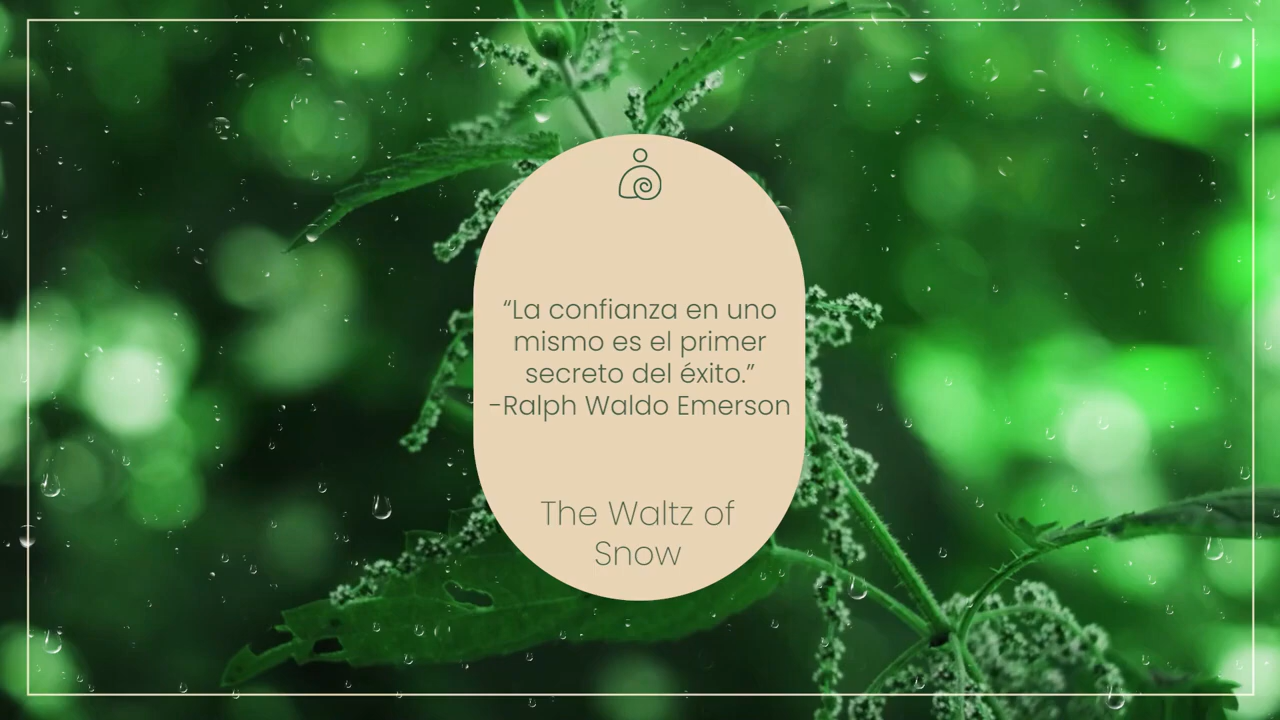 “La confianza en uno
mismo es el primer
secreto del éxito.”
-Ralph Waldo Emerson
The Waltz of
Snow